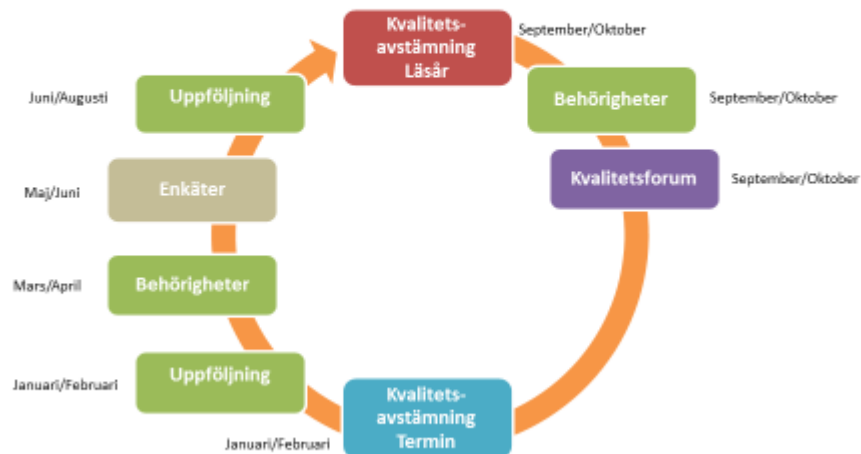 Kvalitets-
avstämning
Läsår
September/Oktober
Behörigheter
September/Oktober
Kvalitetsforum
September/Oktober
Kvalitets-
avstämning
Termin
Januari/Februari
Uppföljning
Januari/Februari
Behörigheter
Mars/April
Enkäter
Maj/Juni
Uppföljning
Juni/Augusti